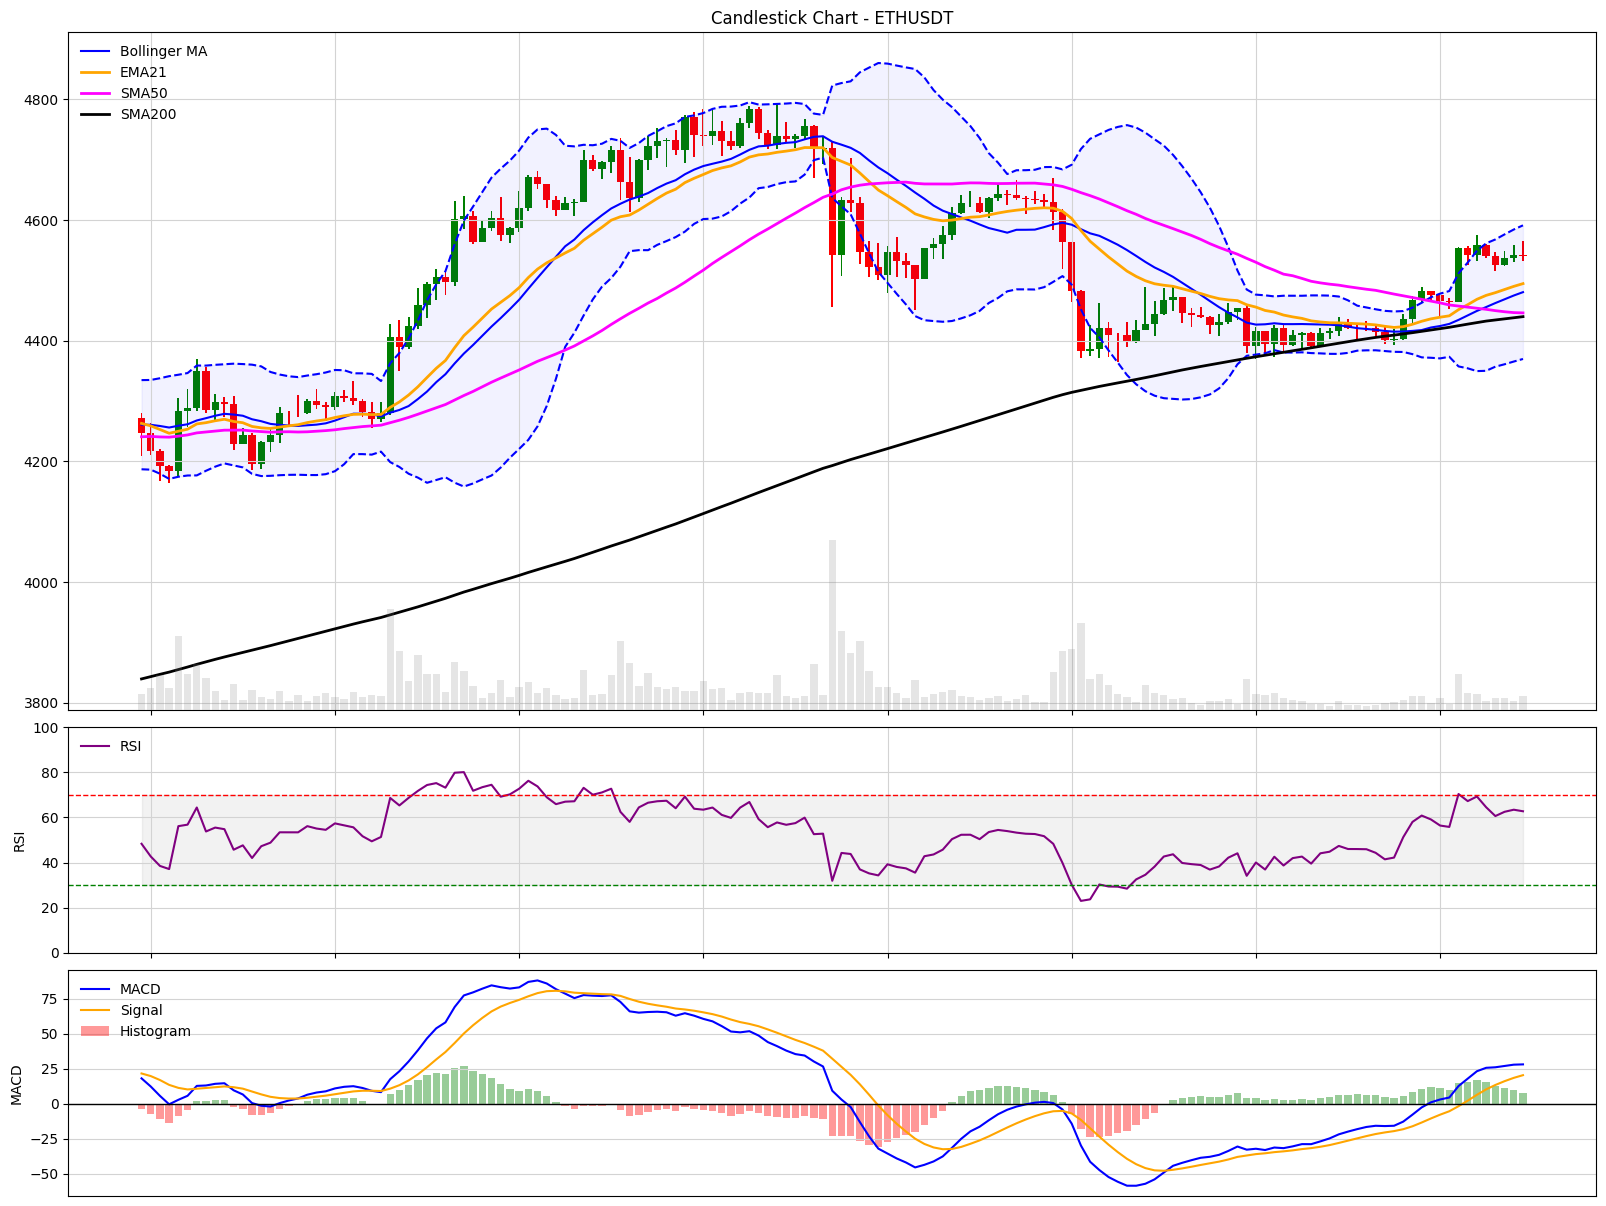 Candlestick Chart - ETHUSDT
Bollinger MA
EMA21
SMA50
SMA200
4800
4600
4400
4200
4000
3800
100
80
60
40
20
0
RSI
RSI
75
50
25
0
−25
−50
MACD
MACD
Signal
Histogram